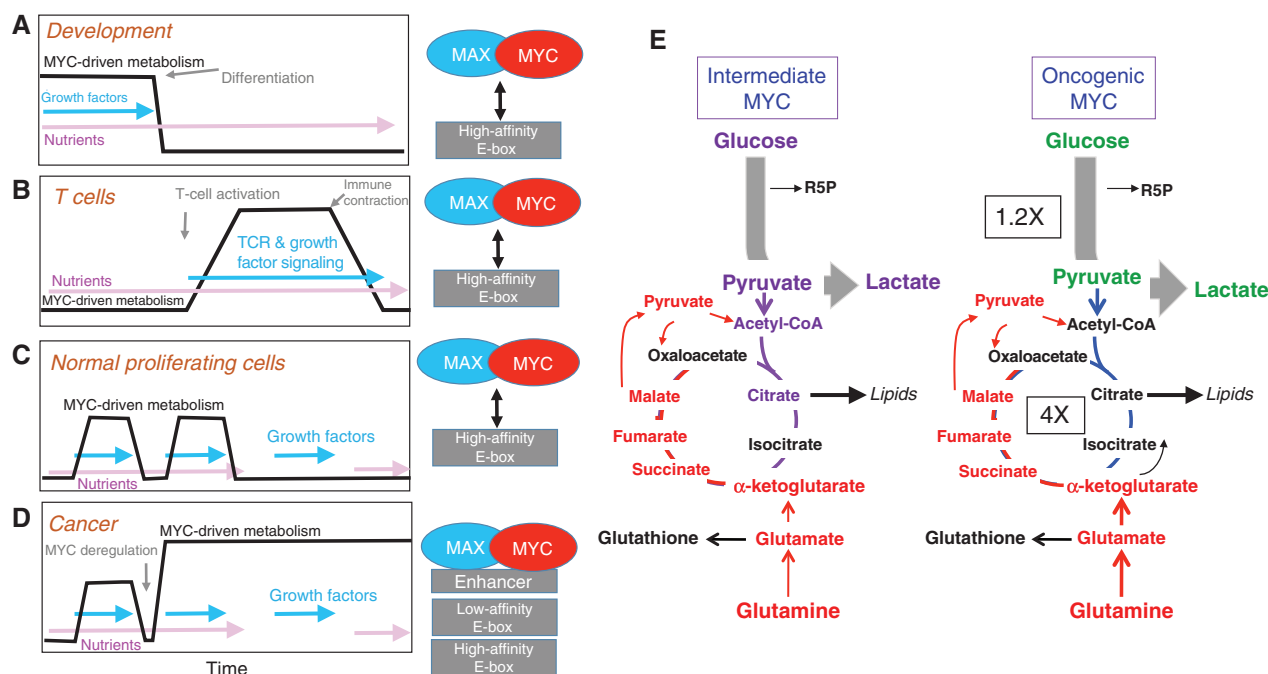 A
Development
MYC-driven metabolism
Differentiation
Growth factors
Nutrients
MAX
MYC
High-affinity
E-box
B
T cells
T-cell activation
Immune
contraction
TCR & growth
factor signaling
Nutrients
MYC-driven metabolism
MAX
MYC
High-affinity
E-box
C
Normal proliferating cells
MYC-driven metabolism
Growth factors
Nutrients
MAX
MYC
High-affinity
E-box
D
Cancer
MYC-driven metabolism
MYC deregulation
Growth factors
Nutrients
Time
MAX
MYC
Enhancer
Low-affinity
E-box
High-affinity
E-box
E
Intermediate
MYC
Glucose
R5P
Pyruvate
Lactate
Pyruvate
Acetyl-CoA
Oxaloacetate
Malate
Citrate
Lipids
Fumarate
Isocitrate
Succinate
α-ketoglutarate
Glutathione
Glutamate
Glutamine
Oncogenic
MYC
Glucose
R5P
1.2X
Pyruvate
Lactate
Pyruvate
Acetyl-CoA
Oxaloacetate
Malate
Citrate
Lipids
4X
Fumarate
Isocitrate
Succinate
α-ketoglutarate
Glutathione
Glutamate
Glutamine